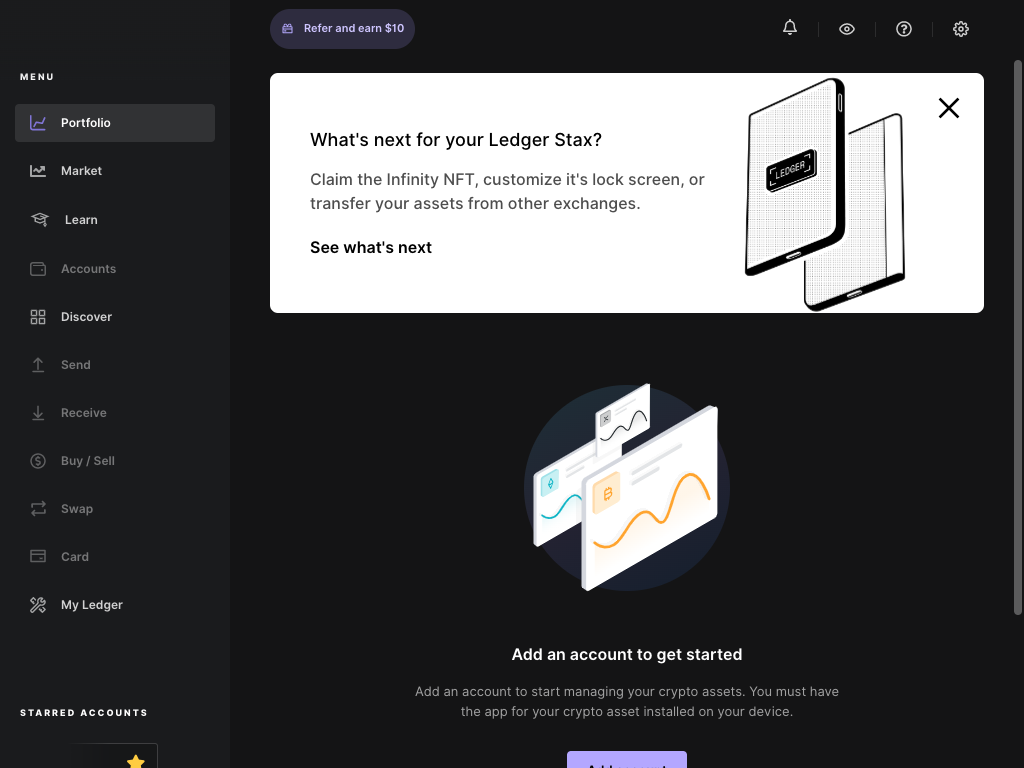 Refer and earn $10
MENU
Portfolio
Market
Learn
Accounts
Discover
Send
Receive
Buy / Sell
Swap
Card
My Ledger
STARRED ACCOUNTS
What's next for your Ledger Stax?
Claim the Infinity NFT, customize it's lock screen, or
transfer your assets from other exchanges.
See what's next
LEDGER
Add an account to get started
Add an account to start managing your crypto assets. You must have
the app for your crypto asset installed on your device.
Add account